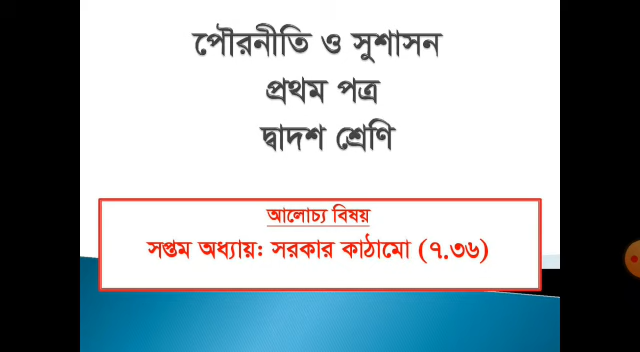 পৌরনীতি ও সুশাসন
প্রথম পত্র
দ্বাদশ শ্রেণি
আলোচ্য বিষয়
সপ্তম অধ্যায়: সরকার কাঠামো (৭.৩৬)